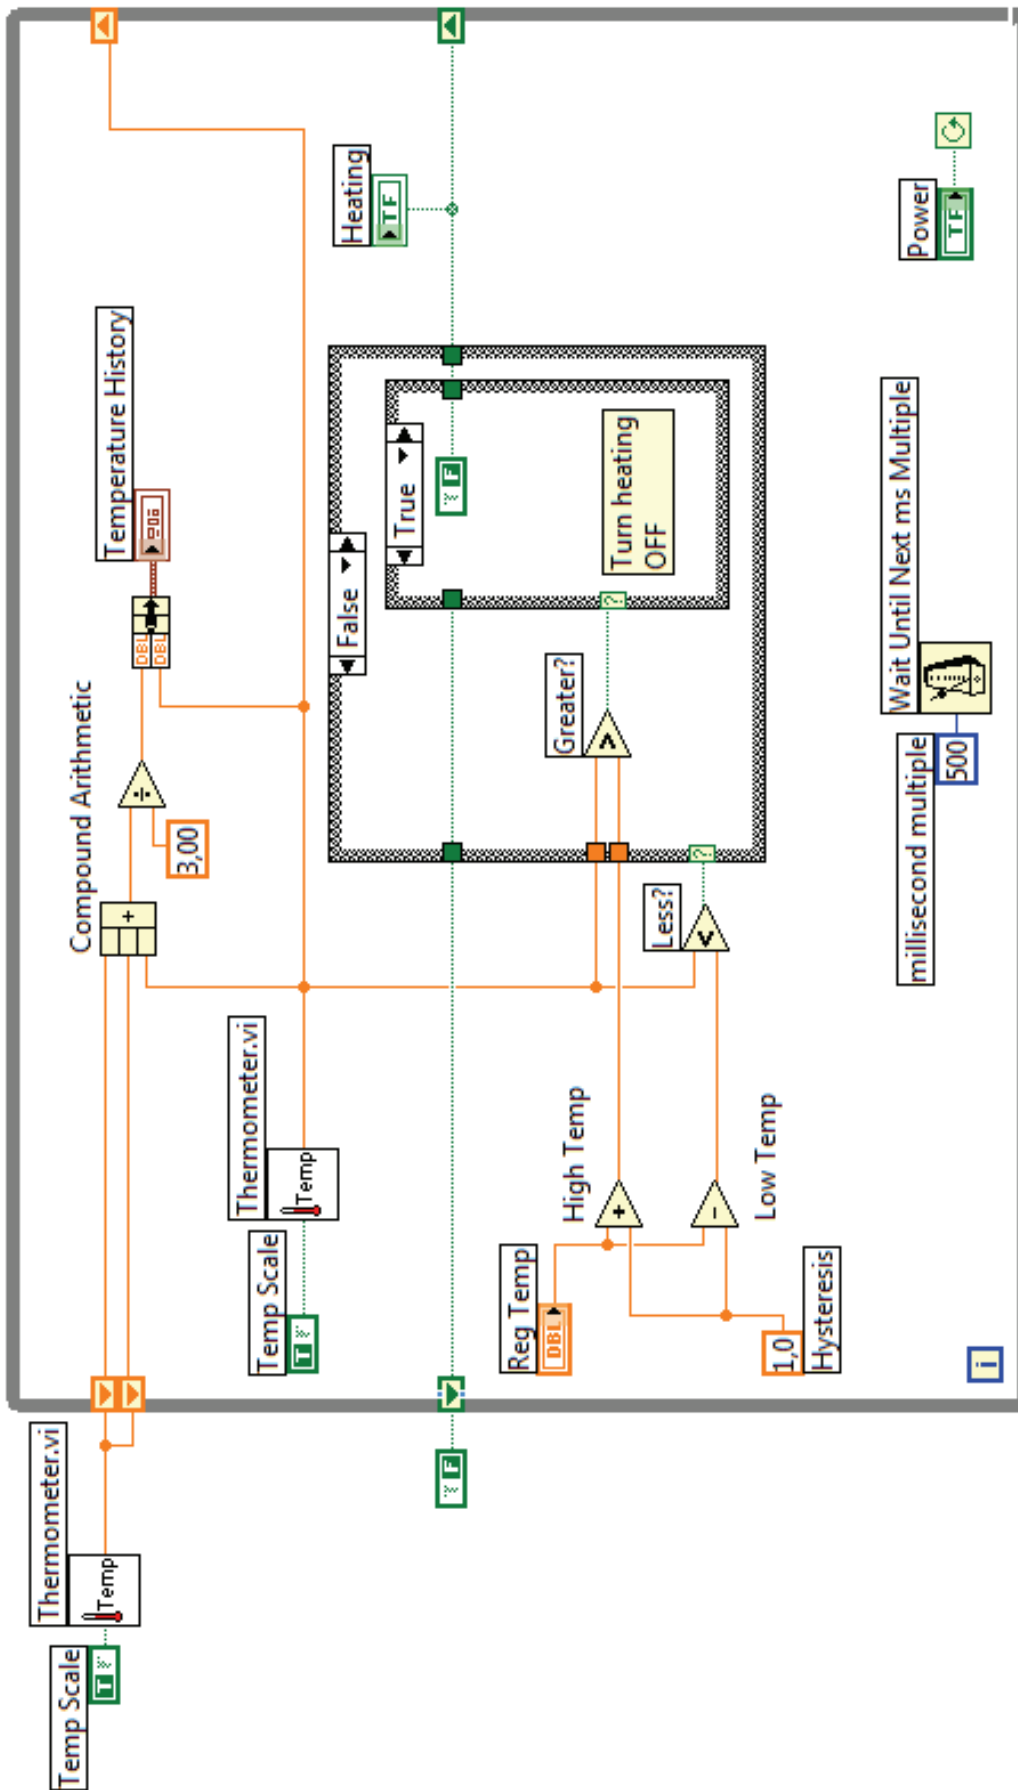 Temp Scale
T
Thermometer.vi
Temp
F
Temp Scale
T
Thermometer.vi
Temp
Compound Arithmetic
+
3,00
÷
DBL
DBL
Temperature History
Heating
TF
Reg Temp
DBL
1,0
Hysteresis
High Temp
+
-
Low Temp
Less?
<
False
Greater?
>
?
?
True
F
Turn heating
OFF
millisecond multiple
500
Wait Until Next ms Multiple
Power
TF
i